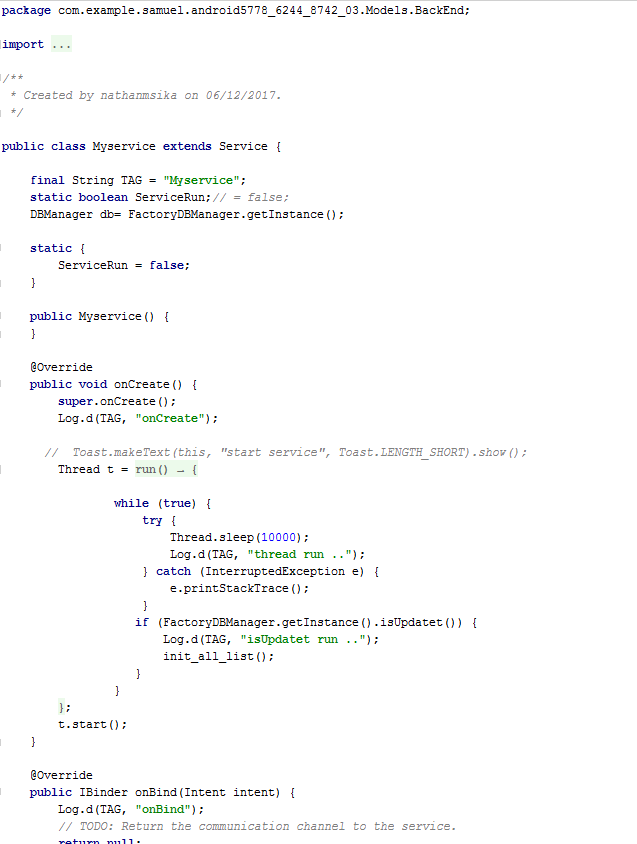 package com.example.samuel.android5778_6244_8742_03.Models.BackEnd;
import ...
/**
* Created by nathanmsika on 06/12/2017.
*/
public class Myservice extends Service {
final String TAG = "Myservice";
static boolean ServiceRun;// = false;
DBManager db= FactoryDBManager.getInstance();
static {
ServiceRun = false;
}
public Myservice() {
}
@Override
public void onCreate() {
super.onCreate();
Log.d(TAG, "onCreate");
//  Toast.makeText(this, "start service", Toast.LENGTH_SHORT).show();
Thread t = run() → {
while (true) {
try {
Thread.sleep(10000);
Log.d(TAG, "thread run ..");
} catch (InterruptedException e) {
e.printStackTrace();
}
if (FactoryDBManager.getInstance().isUpdatet()) {
Log.d(TAG, "isUpdatet run ..");
init_all_list();
}
}
};
t.start();
}
@Override
public IBinder onBind(Intent intent) {
Log.d(TAG, "onBind");
// TODO: Return the communication channel to the service.
return null;